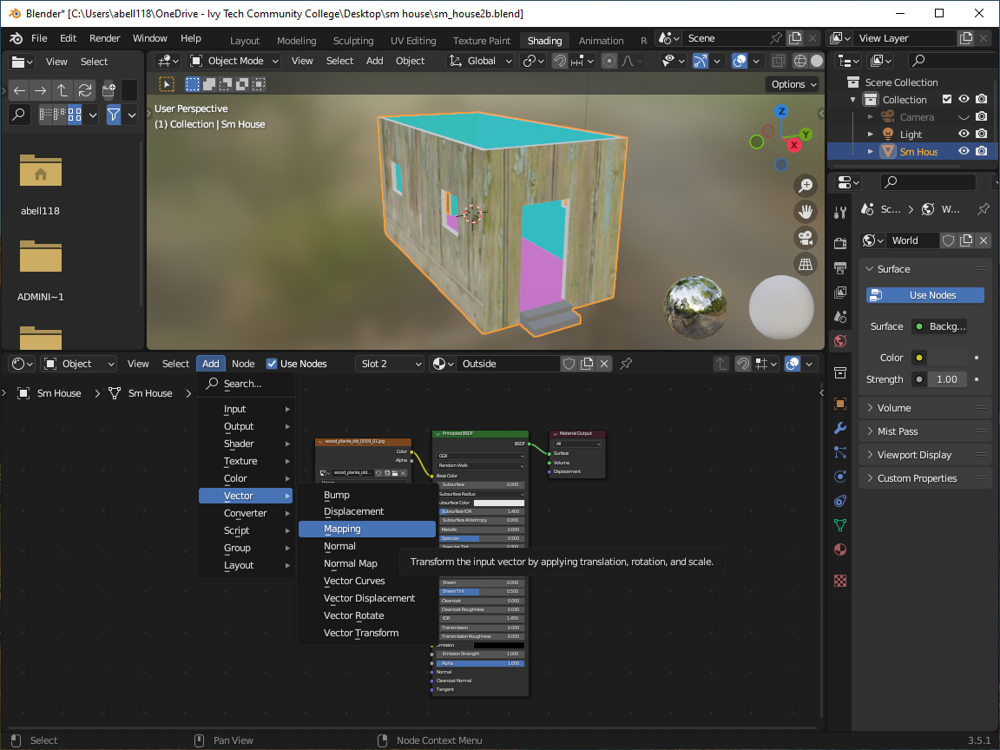 Blender* [C:\Users\abell118\OneDrive - Ivy Tech Community College\Desktop\sm house\sm_house2b.blend]
File Edit Render Window Help Layout Modeling Sculpting UV Editing Texture Paint Shading Animation R Scene View Layer
View Select Object Mode View Select Add Object Global
Options
User Perspective
(1) Collection | Sm House
Z
Y
X
Scene Collection
Collection
Camera
Light
Sm Hous
abell118
ADMINI~1
Sc... W...
World
Surface
Use Nodes
Surface Backg...
Color
Strength 1.00
Volume
Mist Pass
Viewport Display
Custom Properties
Object View Select Add Node Use Nodes Slot 2 Outside
Sm House Sm House
Search...
Input
Output
Shader
Texture
Color
Vector
Converter
Script
Group
Layout
Bump
Displacement
Mapping
Normal
Normal Map
Vector Curves
Vector Displacement
Vector Rotate
Vector Transform
Transform the input vector by applying translation, rotation, and scale.
wood_planks_old_0059_01.jpg
Color
Alpha
wood_planks_old...
Principled BSDF
BSDF
GGX
Random Walk
Base Color
Subsurface 0.000
Subsurface Radius
ubsurface Color
Subsurface IOR 1.400
Subsurface Anisotropy 0.000
Metallic 0.000
Specular 0.500
Specular Tint 0.000
Sheen 0.000
Sheen Tint 0.500
Clearcoat 0.000
Clearcoat Roughness 0.030
IOR 1.450
Transmission 0.000
Transmission Roughness 0.000
Emission
Emission Strength 1.000
Alpha 1.000
Normal
Clearcoat Normal
Tangent
Material Output
All
Surface
Volume
Displacement
Select Pan View Node Context Menu 3.5.1